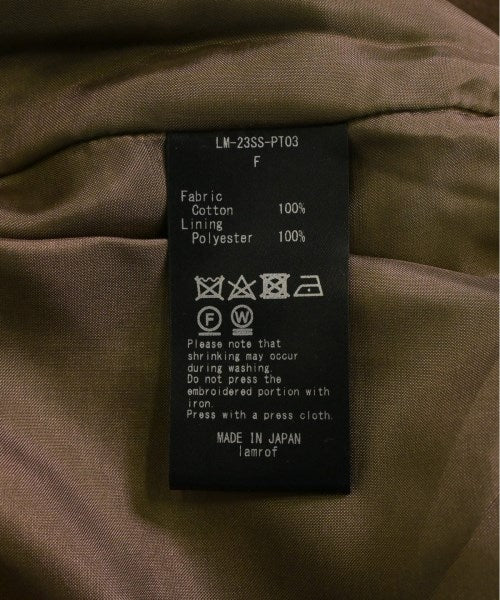 LM-23SS-PT03
F
Fabric
Cotton 100%
Lining
Polyester 100%
F W
Please note that
shrinking may occur
during washing.
Do not press the
embroidered portion with
iron.
Press with a press cloth.
MADE IN JAPAN
lamrof